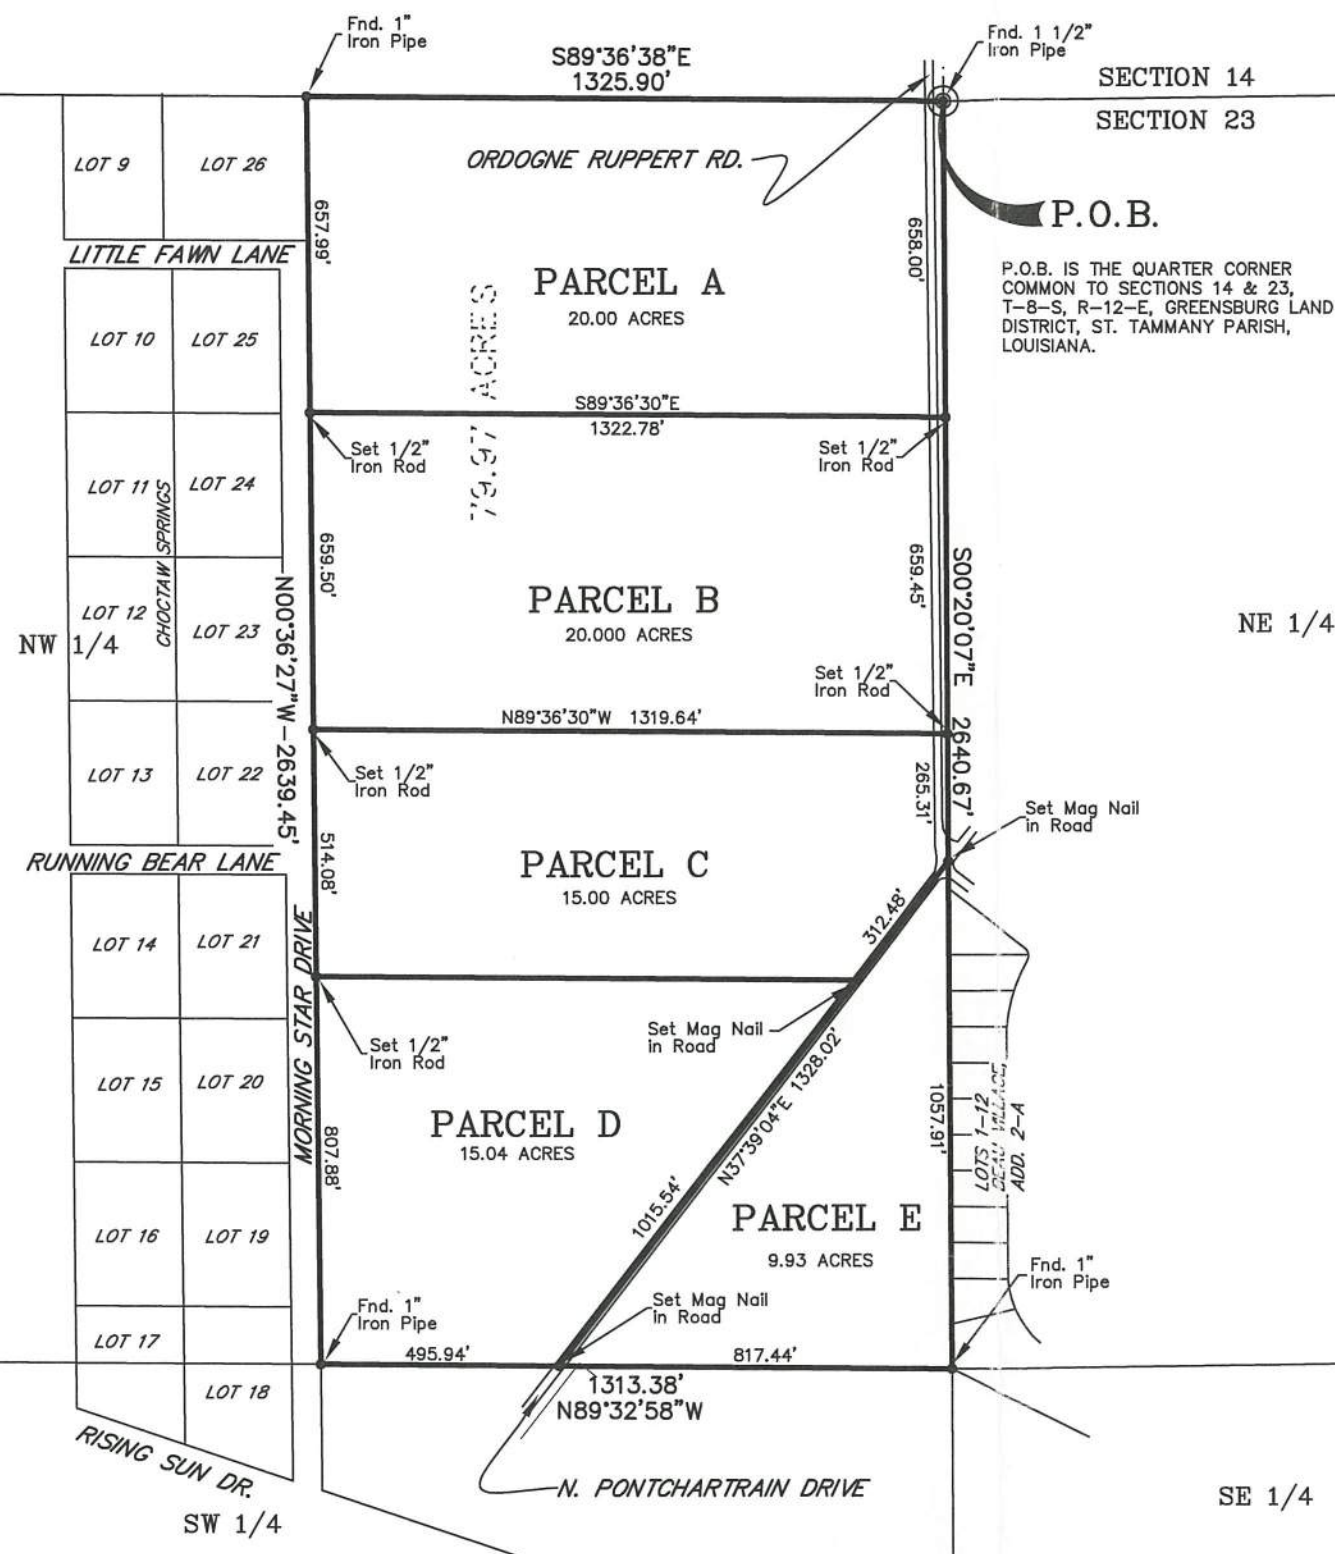 Fnd. 1"
Iron Pipe
S89°36'38"E
1325.90'
Fnd. 1 1/2"
Iron Pipe
SECTION 14
SECTION 23
LOT 9
LOT 26
ORDOGNE RUPPERT RD.
P.O.B.
657.99'
658.00'
LITTLE FAWN LANE
PARCEL A
20.00 ACRES
P.O.B. IS THE QUARTER CORNER
COMMON TO SECTIONS 14 & 23,
T-8-S, R-12-E, GREENSBURG LAND
DISTRICT, ST. TAMMANY PARISH,
LOUISIANA.
LOT 10
LOT 25
ACRES
S89°36'30"E
1322.78'
Set 1/2"
Iron Rod
Set 1/2"
Iron Rod
LOT 11
LOT 24
CHOCTAW SPRINGS
659.50'
659.45'
S00°20'07"E 2640.67'
PARCEL B
20.000 ACRES
LOT 12
LOT 23
NW 1/4
NE 1/4
N00°36'27"W-2639.45'
Set 1/2"
Iron Rod
N89°36'30"W 1319.64'
LOT 13
LOT 22
Set 1/2"
Iron Rod
265.31'
Set Mag Nail
in Road
RUNNING BEAR LANE
514.08'
PARCEL C
15.00 ACRES
LOT 14
LOT 21
MORNING STAR DRIVE
312.48'
Set 1/2"
Iron Rod
Set Mag Nail
in Road
LOT 15
LOT 20
N37°39'04"E 1328.02'
1057.91'
LOTS 1-12
BEAU VILLAGE,
ADD. 2-A
PARCEL D
15.04 ACRES
807.88'
1015.54'
PARCEL E
9.93 ACRES
LOT 16
LOT 19
Fnd. 1"
Iron Pipe
Fnd. 1"
Iron Pipe
Set Mag Nail
in Road
LOT 17
495.94'
817.44'
1313.38'
N89°32'58"W
LOT 18
RISING SUN DR.
N. PONTCHARTRAIN DRIVE
SW 1/4
SE 1/4